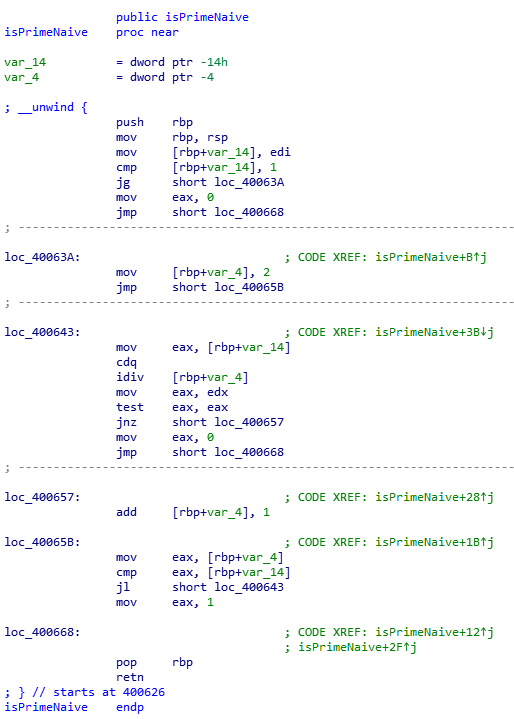 public isPrimeNaive
isPrimeNaive    proc near
var_14          = dword ptr -14h
var_4           = dword ptr -4
; __unwind {
push    rbp
mov     rbp, rsp
mov     [rbp+var_14], edi
cmp     [rbp+var_14], 1
jg      short loc_40063A
mov     eax, 0
jmp     short loc_400668
; ---------------------------------------------------------------------------
loc_40063A:                             ; CODE XREF: isPrimeNaive+B↑j
mov     [rbp+var_4], 2
jmp     short loc_40065B
; ---------------------------------------------------------------------------
loc_400643:                             ; CODE XREF: isPrimeNaive+3B↓j
mov     eax, [rbp+var_14]
cdq
idiv    [rbp+var_4]
mov     eax, edx
test    eax, eax
jnz     short loc_400657
mov     eax, 0
jmp     short loc_400668
; ---------------------------------------------------------------------------
loc_400657:                             ; CODE XREF: isPrimeNaive+28↑j
add     [rbp+var_4], 1
loc_40065B:                             ; CODE XREF: isPrimeNaive+1B↑j
mov     eax, [rbp+var_4]
cmp     eax, [rbp+var_14]
jl      short loc_400643
mov     eax, 1
loc_400668:                             ; CODE XREF: isPrimeNaive+12↑j
; isPrimeNaive+2F↑j
pop     rbp
retn
; } // starts at 400626
isPrimeNaive    endp